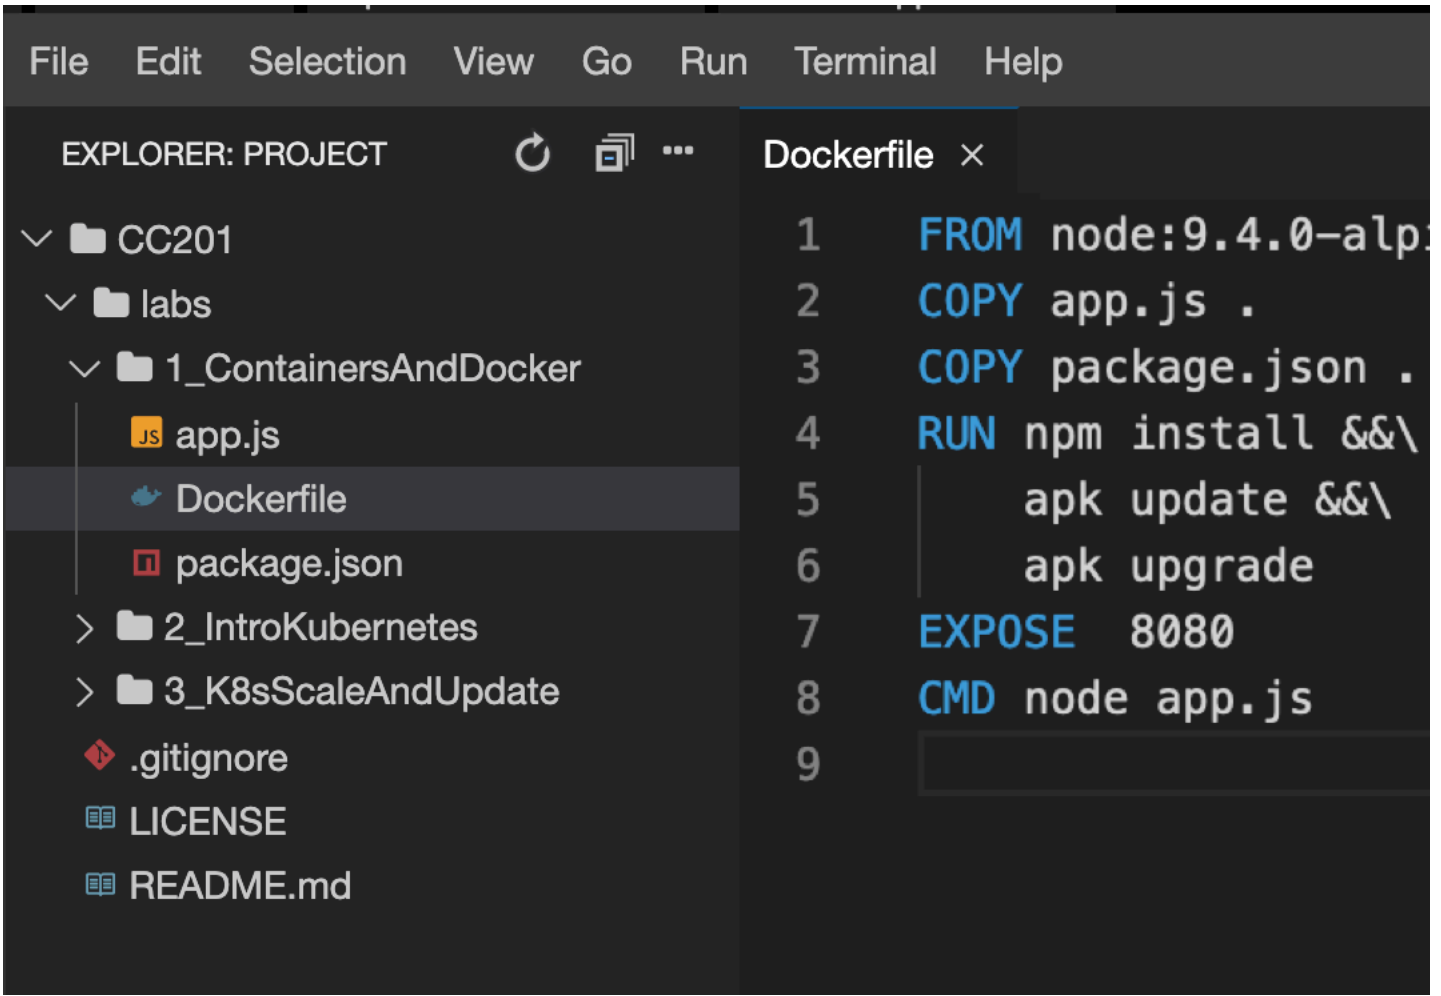 File Edit Selection View Go Run Terminal Help
EXPLORER: PROJECT
CC201
labs
1_ContainersAndDocker
JS app.js
Dockerfile
package.json
2_IntroKubernetes
3_K8sScaleAndUpdate
.gitignore
LICENSE
README.md
Dockerfile
1 FROM node:9.4.0-alpi
2 COPY app.js .
3 COPY package.json .
4 RUN npm install &&\
5 apk update &&\
6 apk upgrade
7 EXPOSE 8080
8 CMD node app.js
9